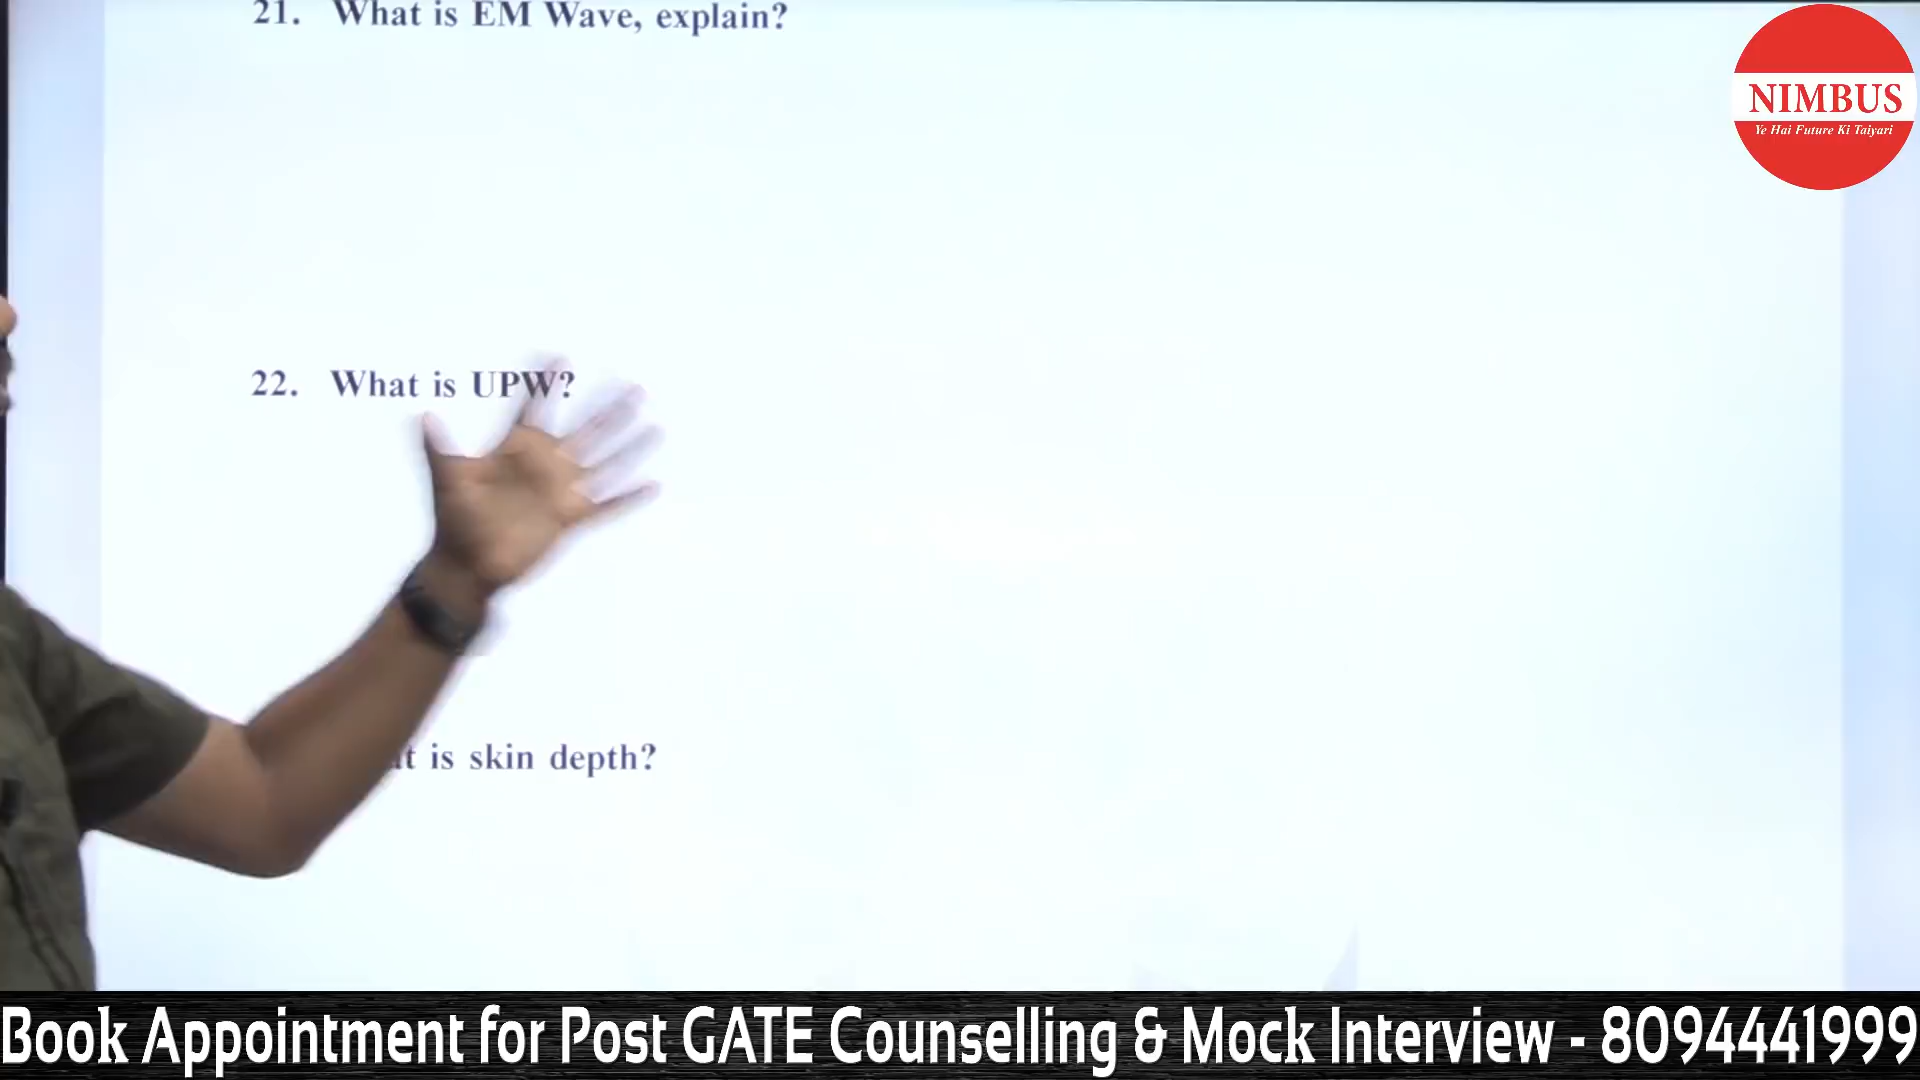 21. What is EM Wave, explain?
NIMBUS
Ye Hai Future Ki Taiyari
22. What is UPW?
is skin depth?
Book Appointment for Post GATE Counselling & Mock Interview - 8094441999